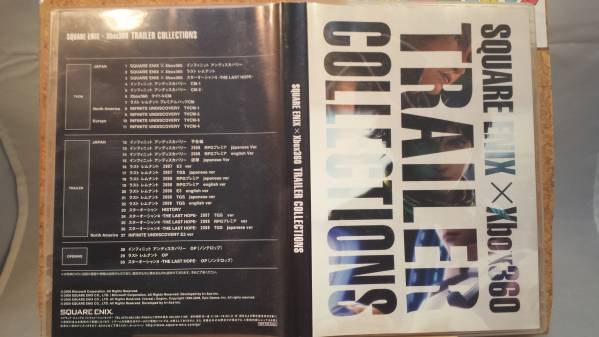 SQUARE ENIX × Xbox360 TRAILER COLLECTIONS
TVCM
JAPAN
1 SQUARE ENIX × Xbox360 インフィニット アンディスカバリー
2 SQUARE ENIX × Xbox360 ラスト レムナント
3 SQUARE ENIX × Xbox360 スターオーシャン4 -THE LAST HOPE-
4 インフィニット アンディスカバリー CM-1
5 インフィニット アンディスカバリー CM-2
6 Xbox360
7 ラスト レムナント プレミアムパックCM
North America
8 INFINITE UNDISCOVERY TVCM-1
9 INFINITE UNDISCOVERY TVCM-2
Europe
10 INFINITE UNDISCOVERY TVCM-3
11 INFINITE UNDISCOVERY TVCM-4
TRAILER
JAPAN
12 インフィニット アンディスカバリー 予告編
13 インフィニット アンディスカバリー 2008 RPGプレミア japanese Ver
14 インフィニット アンディスカバリー 2008 RPGプレミア english Ver
15 インフィニット アンディスカバリー japanese Ver
16 ラスト レムナント 2007 E3 ver
17 ラスト レムナント 2007 TGS japanese ver
18 ラスト レムナント 2008 RPGプレミア japanese ver
19 ラスト レムナント 2008 RPGプレミア english ver
20 ラスト レムナント 2008 E3 english ver
21 ラスト レムナント 2008 TGS japanese ver
22 ラスト レムナント 2008 TGS english ver
23 スターオーシャン HISTORY
24 スターオーシャン4 -THE LAST HOPE- 2007 TGS ver
25 スターオーシャン4 -THE LAST HOPE- 2008 RPGプレミア ver
26 スターオーシャン4 -THE LAST HOPE- 2008 TGS japanese ver
North America
27 INFINITE UNDISCOVERY E3 ver
OPENING
28 インフィニット アンディスカバリー OP (ノンテロップ)
29 ラスト レムナント OP
30 スターオーシャン4 -THE LAST HOPE- OP (ノンテロップ)
SQUARE ENIX
SQUARE ENIX × Xbox360 TRAILER COLLECTIONS
SQUARE ENIX × Xbox360
TRAILER
COLLECTIONS